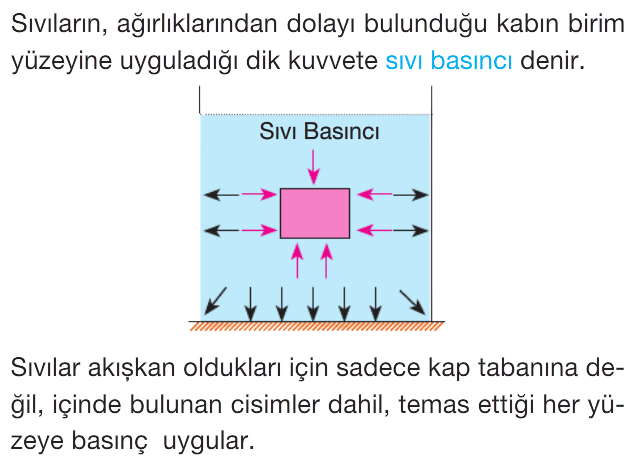 Sıvıların, ağırlıklarından dolayı bulunduğu kabın birim
yüzeyine uyguladığı dik kuvvete sıvı basıncı denir.
Sıvı Basıncı
Sıvılar akışkan oldukları için sadece kap tabanına de-
ğil, içinde bulunan cisimler dahil, temas ettiği her yü-
zeye basınç uygular.